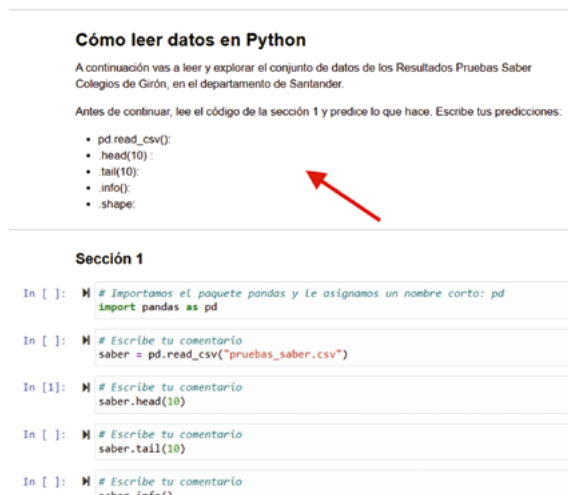 Cómo leer datos en Python
A continuación vas a leer y explorar el conjunto de datos de los Resultados Pruebas Saber
Colegios de Girón, en el departamento de Santander.
Antes de continuar, lee el código de la sección 1 y predice lo que hace. Escribe tus predicciones:
• pd.read_csv():
• .head(10) :
• .tail(10):
• .info():
• .shape:
Sección 1
In [ ]: # Importamos el paquete pandas y le asignamos un nombre corto: pd
import pandas as pd
In [ ]: # Escribe tu comentario
saber = pd.read_csv("pruebas_saber.csv")
In [1]: # Escribe tu comentario
saber.head(10)
In [ ]: # Escribe tu comentario
saber.tail(10)
In [ ]: # Escribe tu comentario
saber.info()